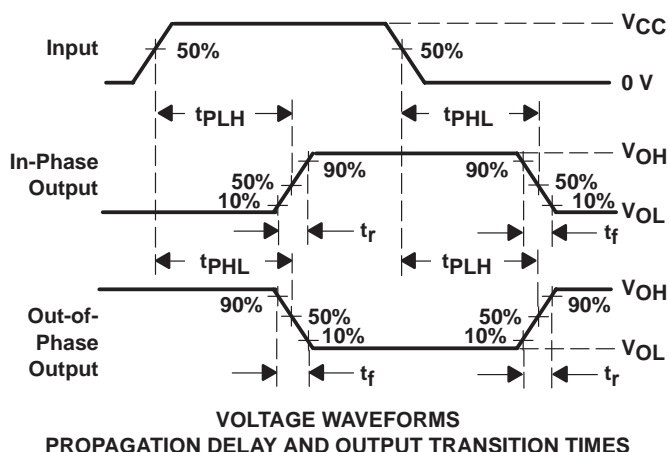 Input 50% 50% VCC
0 V
tPLH tPHL
In-Phase Output 90% 90% VOH
50% 50%
10% 10% VOL
tr tf
tPHL tPLH
90% 90% VOH
Out-of-Phase Output 50% 50%
10% 10% VOL
tf tr
VOLTAGE WAVEFORMS
PROPAGATION DELAY AND OUTPUT TRANSITION TIMES